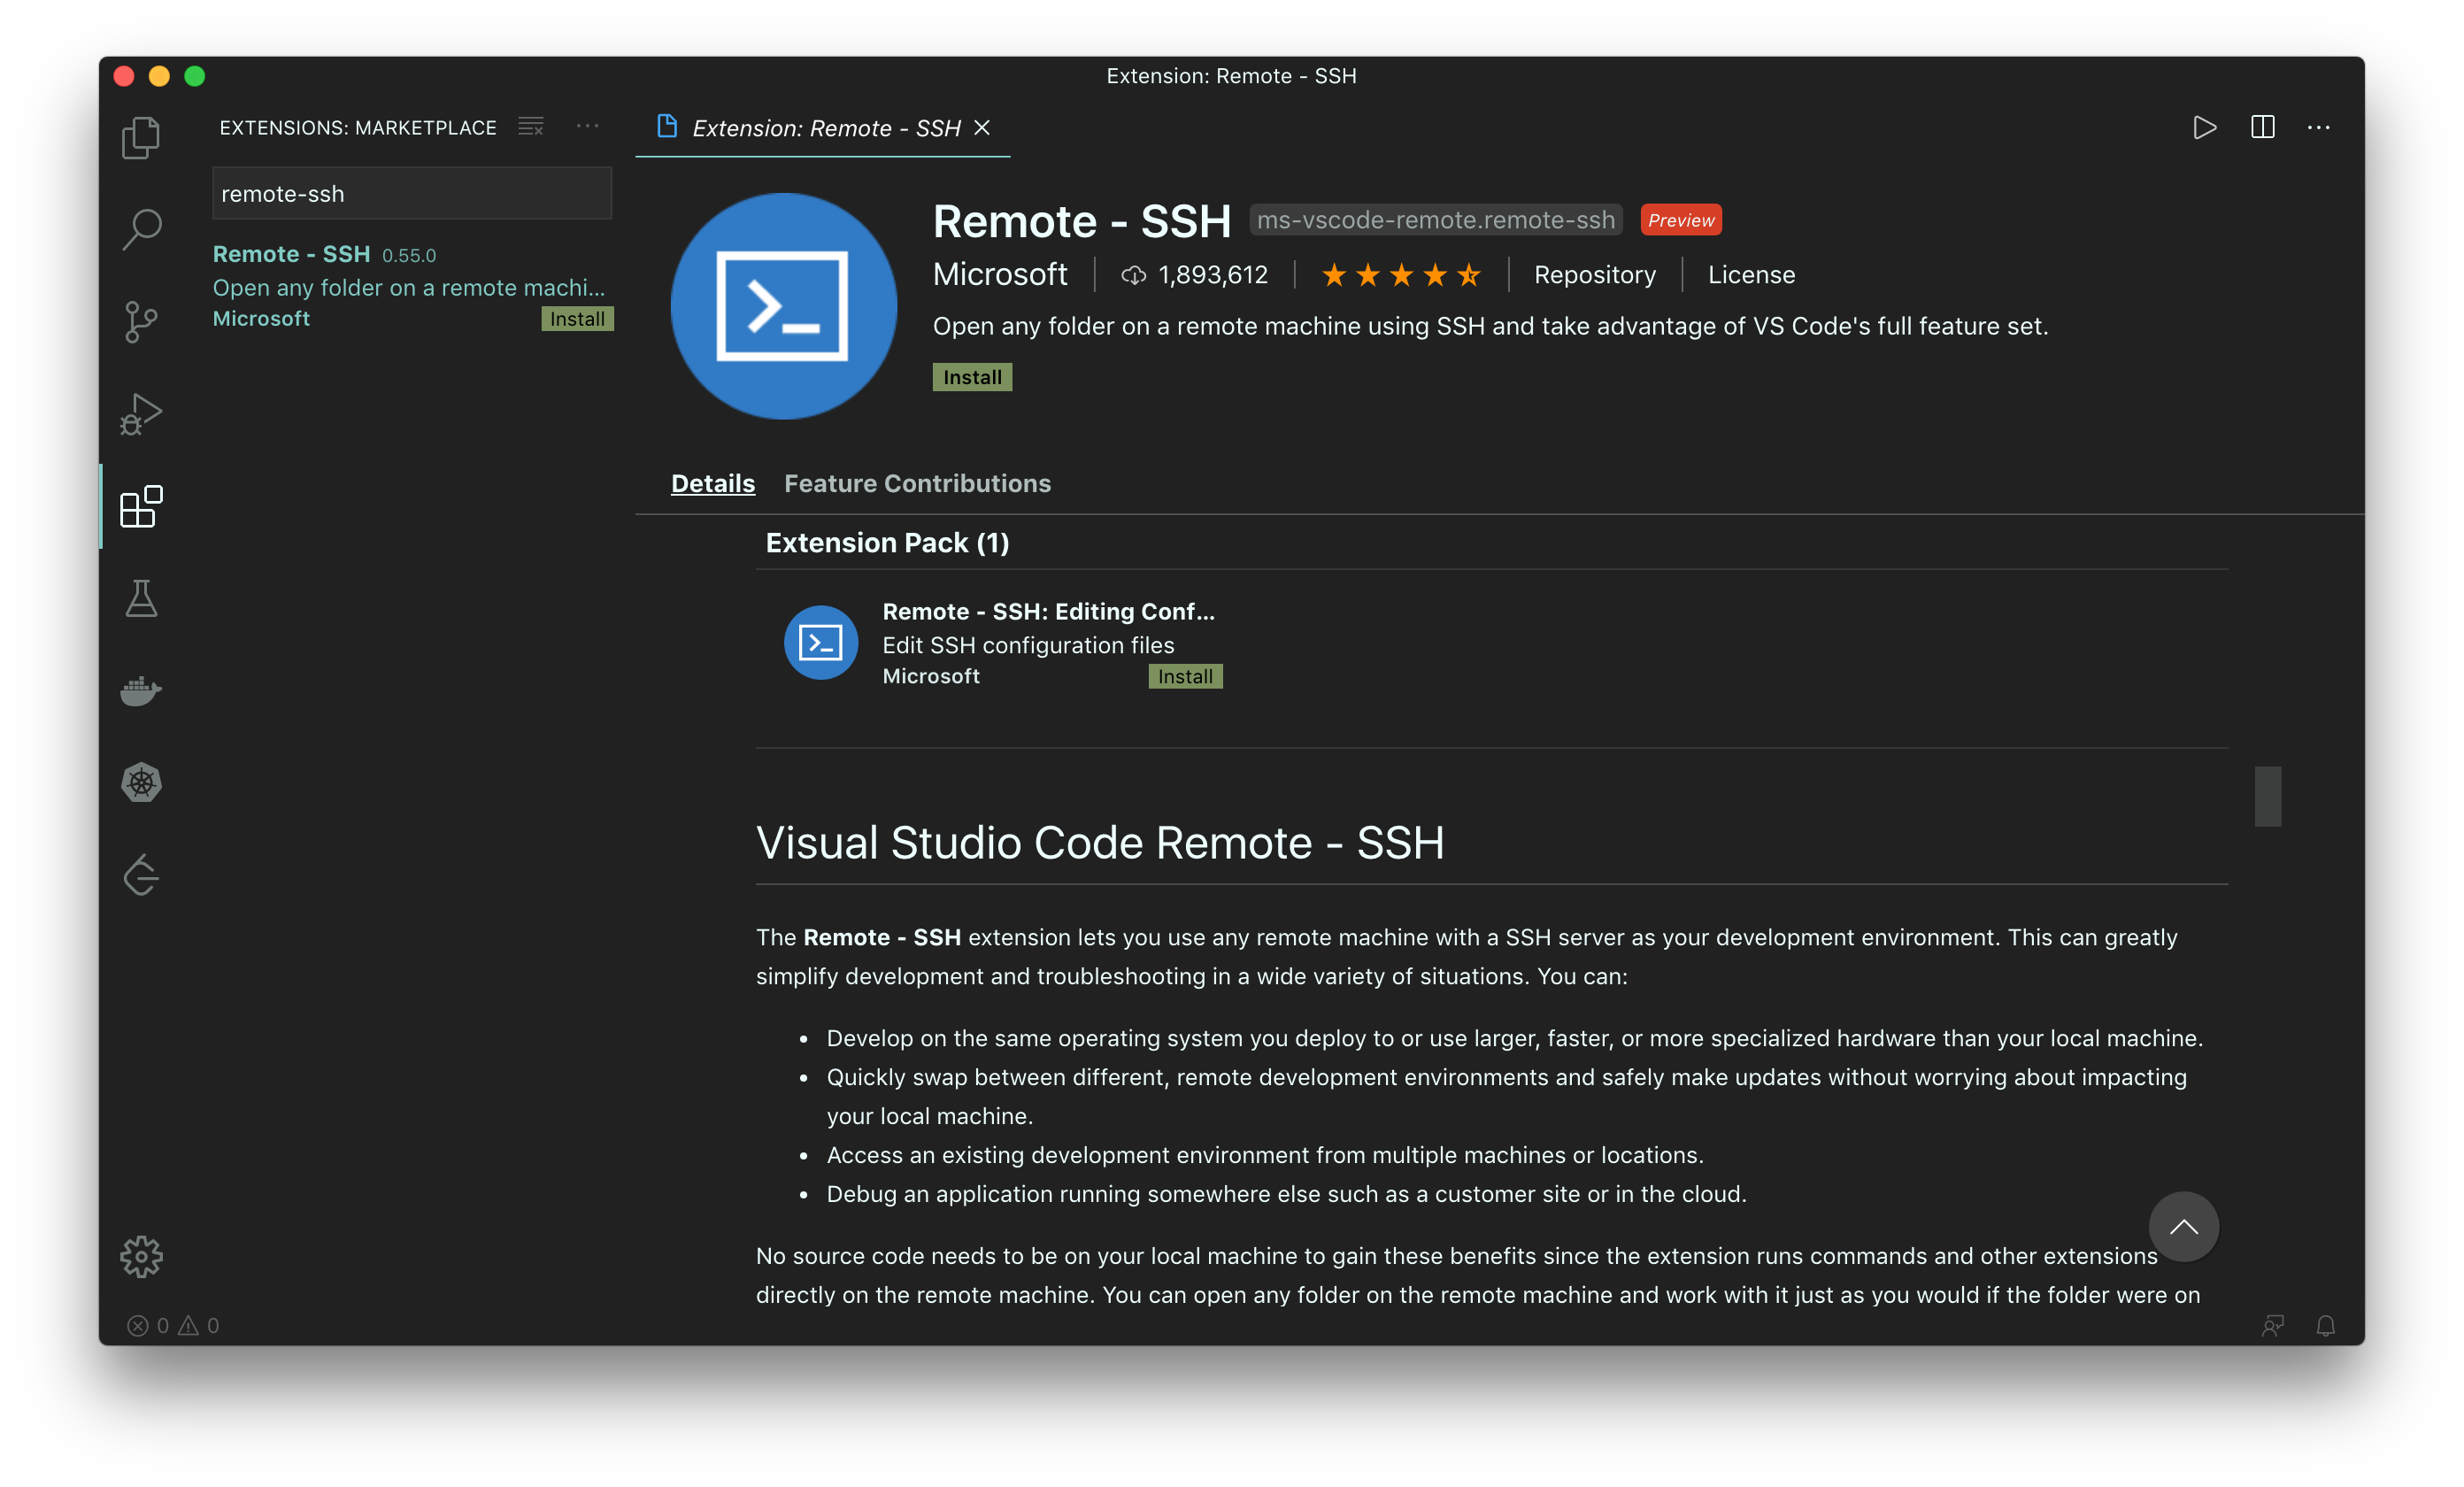 Extension: Remote - SSH
EXTENSIONS: MARKETPLACE
remote-ssh
Remote - SSH 0.55.0
Open any folder on a remote machi...
Microsoft Install
Extension: Remote - SSH
Remote - SSH ms-vscode-remote.remote-ssh Preview
Microsoft 1,893,612 Repository License
Open any folder on a remote machine using SSH and take advantage of VS Code's full feature set.
Install
Details Feature Contributions
Extension Pack (1)
Remote - SSH: Editing Conf...
Edit SSH configuration files
Microsoft Install
Visual Studio Code Remote - SSH
The Remote - SSH extension lets you use any remote machine with a SSH server as your development environment. This can greatly
simplify development and troubleshooting in a wide variety of situations. You can:
• Develop on the same operating system you deploy to or use larger, faster, or more specialized hardware than your local machine.
• Quickly swap between different, remote development environments and safely make updates without worrying about impacting
your local machine.
• Access an existing development environment from multiple machines or locations.
• Debug an application running somewhere else such as a customer site or in the cloud.
No source code needs to be on your local machine to gain these benefits since the extension runs commands and other extensions
directly on the remote machine. You can open any folder on the remote machine and work with it just as you would if the folder were on
0 0